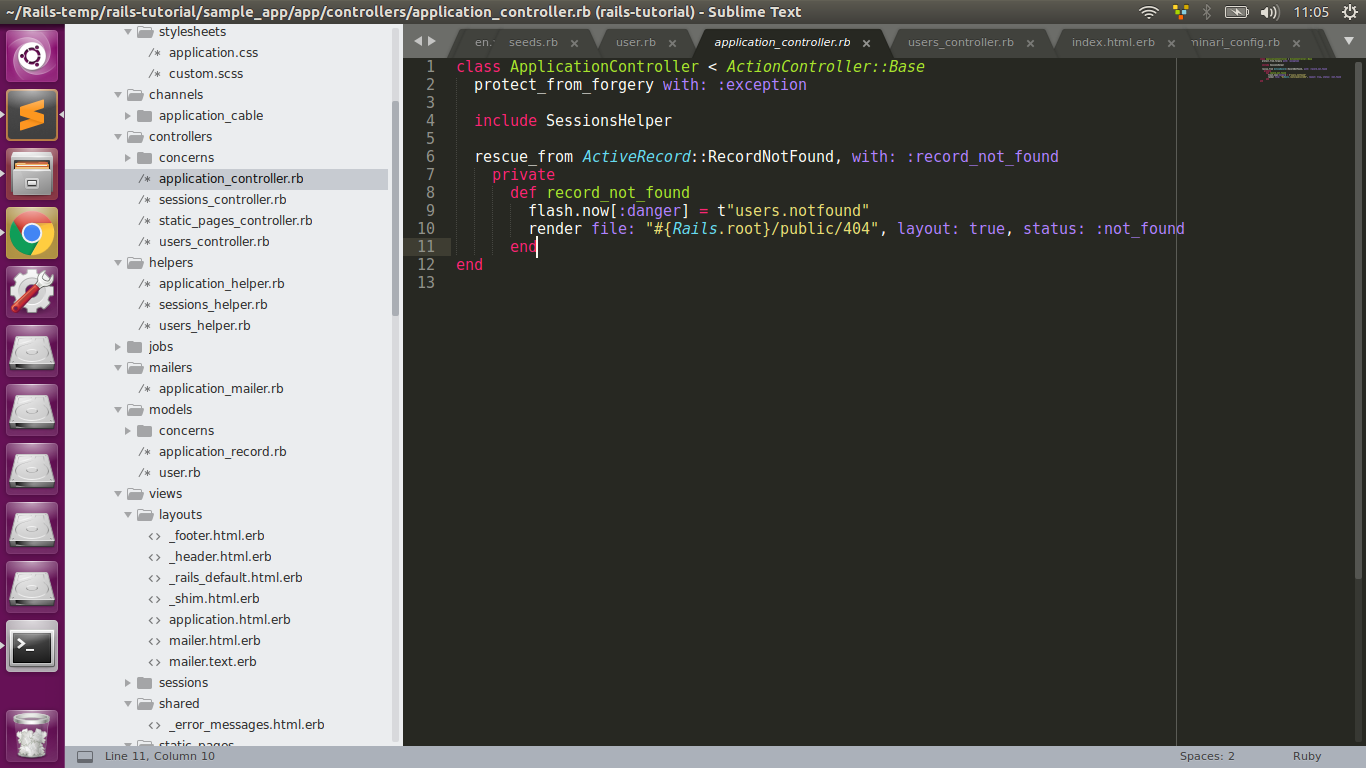 ~/Rails-temp/rails-tutorial/sample_app/app/controllers/application_controller.rb (rails-tutorial) - Sublime Text
11:05
stylesheets
/* application.css
/* custom.scss
channels
application_cable
controllers
concerns
/* application_controller.rb
/* sessions_controller.rb
/* static_pages_controller.rb
/* users_controller.rb
helpers
/* application_helper.rb
/* sessions_helper.rb
/* users_helper.rb
jobs
mailers
/* application_mailer.rb
models
concerns
/* application_record.rb
/* user.rb
views
layouts
<> _footer.html.erb
<> _header.html.erb
<> _rails_default.html.erb
<> _shim.html.erb
<> application.html.erb
<> mailer.html.erb
<> mailer.text.erb
sessions
shared
<> _error_messages.html.erb
static_pages
en. seeds.rb × user.rb × application_controller.rb × users_controller.rb × index.html.erb × minari_config.rb ×
1 class ApplicationController < ActionController::Base
2   protect_from_forgery with: :exception
3
4   include SessionsHelper
5
6   rescue_from ActiveRecord::RecordNotFound, with: :record_not_found
7     private
8       def record_not_found
9         flash.now[:danger] = t"users.notfound"
10         render file: "#{Rails.root}/public/404", layout: true, status: :not_found
11       end
12 end
13
Line 11, Column 10
Spaces: 2
Ruby